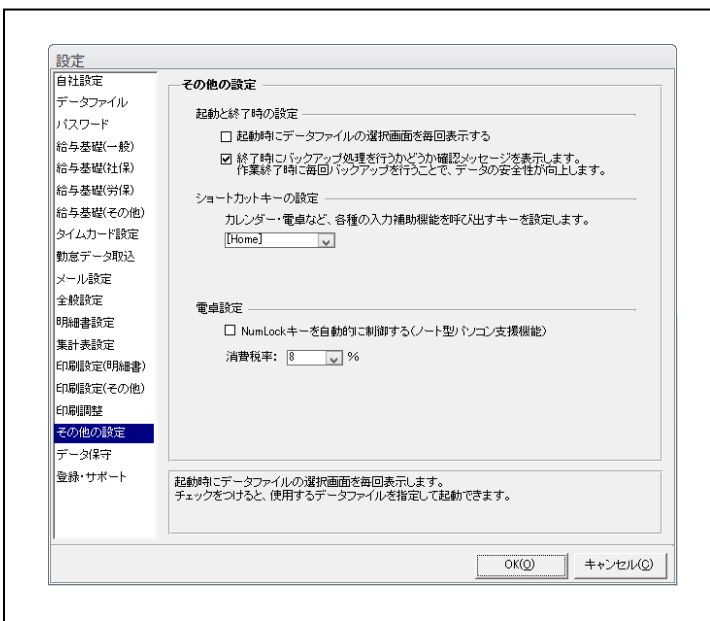 設定
自社設定
データファイル
パスワード
給与基礎(一般)
給与基礎(社保)
給与基礎(労保)
給与基礎(その他)
タイムカード設定
勤怠データ取込
メール設定
全般設定
明細書設定
集計表設定
印刷設定(明細書)
印刷設定(その他)
印刷調整
その他の設定
データ保守
登録・サポート
その他の設定
起動と終了時の設定
起動時にデータファイルの選択画面を毎回表示する
終了時にバックアップ処理を行うかどうか確認メッセージを表示します。
作業終了時に毎回バックアップを行うことで、データの安全性が向上します。
ショートカットキーの設定
カレンダー・電卓など、各種の入力補助機能を呼び出すキーを設定します。
[Home]
電卓設定
NumLockキーを自動的に制御する(ノート型パソコン支援機能)
消費税率: 8 %
起動時にデータファイルの選択画面を毎回表示します。
チェックをつけると、使用するデータファイルを指定して起動できます。
OK(O) キャンセル(C)